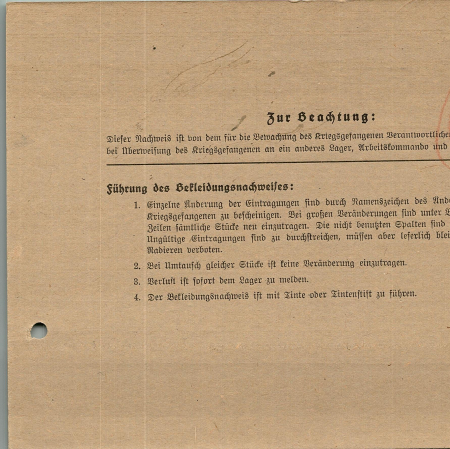 Zur Beachtung:
Dieser Nachweis ist von dem für die Bewachung des Kriegsgefangenen Verantwortlichen
bei Überweisung des Kriegsgefangenen an ein anderes Lager, Arbeitskommando und
Führung des Bekleidungsnachweises:
1. Einzelne Änderung der Eintragungen sind durch Namenszeichen des Ände
Kriegsgefangenen zu bescheinigen. Bei großen Veränderungen sind unter
Zeilen sämtliche Stücke neu einzutragen. Die nicht benutzten Spalten sind
Ungültige Eintragungen sind zu durchstreichen, müssen aber leserlich blei
Radieren verboten.
2. Bei Umtausch gleicher Stücke ist keine Veränderung einzutragen.
3. Verlust ist sofort dem Lager zu melden.
4. Der Bekleidungsnachweis ist mit Tinte oder Tintenstift zu führen.